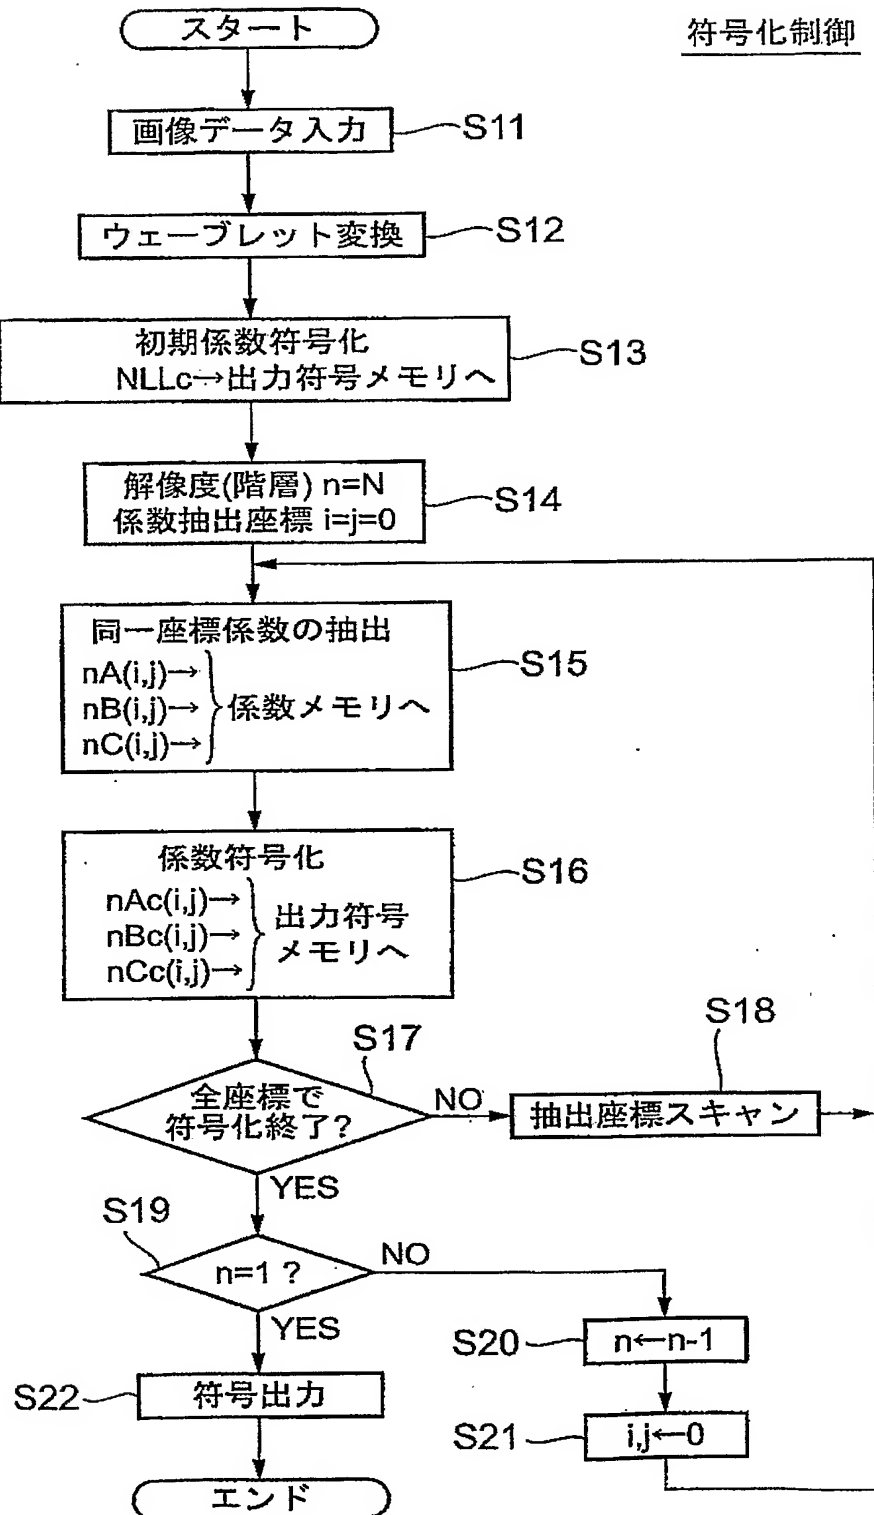 符号化制御
スタート
画像データ入力
S11
ウェーブレット変換
S12
初期係数符号化
NLLc→出力符号メモリへ
S13
解像度(階層) n=N
係数抽出座標 i=j=0
S14
同一座標係数の抽出
nA(i,j)→
nB(i,j)→
nC(i,j)→
係数メモリへ
S15
係数符号化
nAc(i,j)→
nBc(i,j)→
nCc(i,j)→
出力符号
メモリへ
S16
全座標で
符号化終了?
S17
NO
抽出座標スキャン
S18
YES
n=1 ?
S19
NO
n←n-1
S20
i,j←0
S21
YES
符号出力
S22
エンド